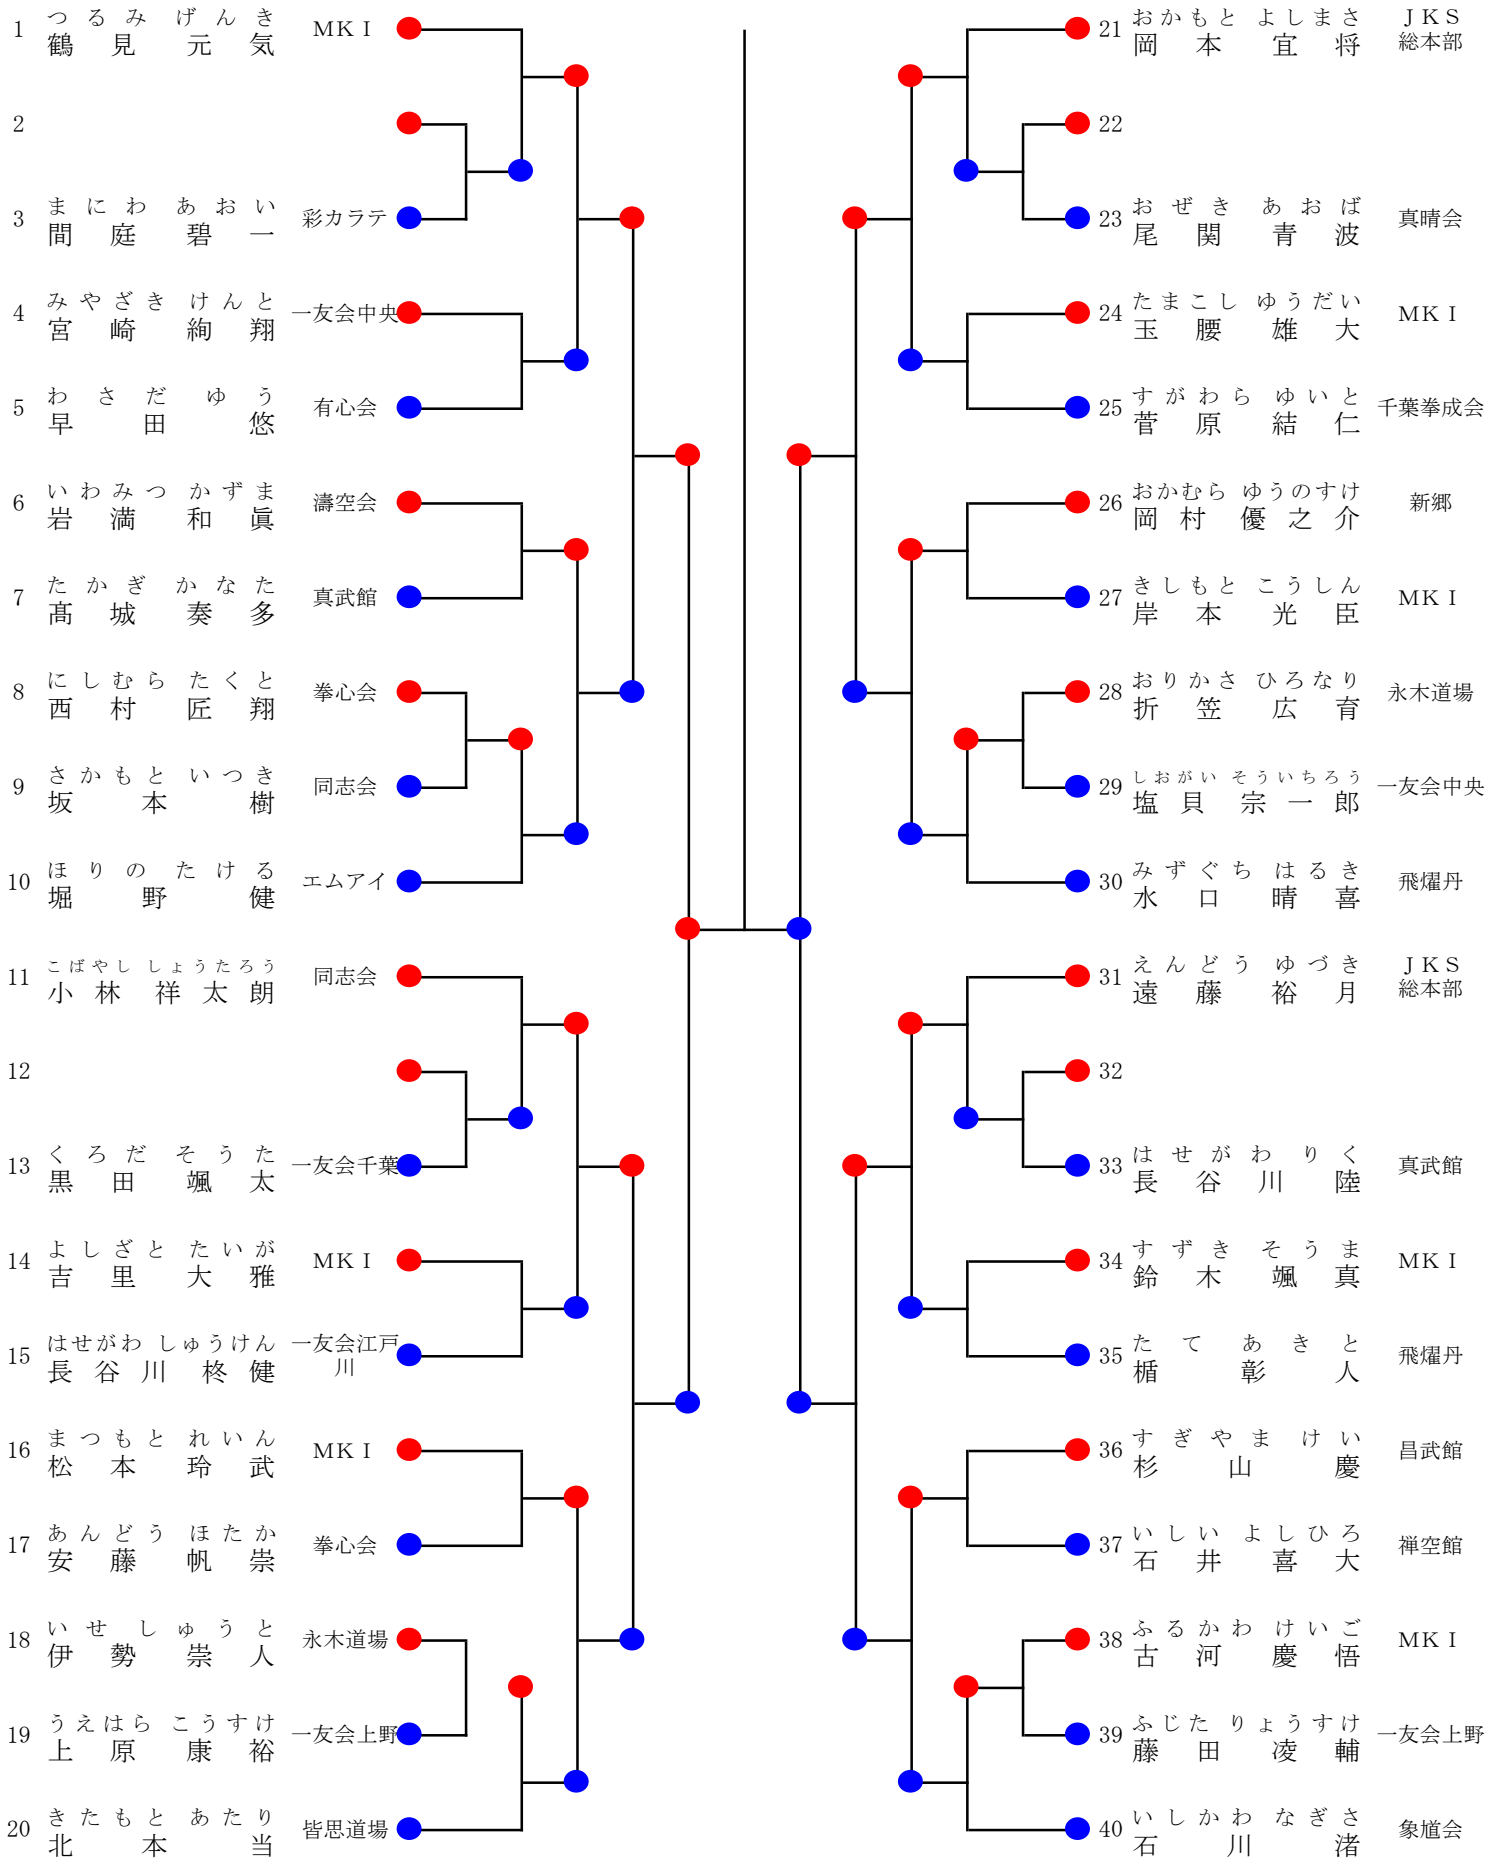 つるみ げんき
1 鶴見元気 MKI
2
まにわ あおい
3 間庭碧一 彩カラテ
みやざき けんと
4 宮崎絢翔 一友会中央
わさだ ゆう
5 早田悠 有心会
いわみつ かずま
6 岩満和眞 濤空会
たかぎ かなた
7 髙城奏多 真武館
にしむら たくと
8 西村匠翔 拳心会
さかもと いつき
9 坂本樹 同志会
ほりの たける
10 堀野健 エムアイ
こばやし しょうたろう
11 小林祥太朗 同志会
12
くろだ そうた
13 黒田颯太 一友会千葉
よしざと たいが
14 吉里大雅 MKI
はせがわ しゅうけん
15 長谷川柊健 一友会江戸
川
まつもと れいん
16 松本玲武 MKI
あんどう ほたか
17 安藤帆崇 拳心会
いせ しゅうと
18 伊勢崇人 永木道場
うえはら こうすけ
19 上原康裕 一友会上野
きたもと あたり
20 北本当 皆思道場
おかもと よしまさ JKS
21 岡本宜将 総本部
22
おぜき あおば
23 尾関青波 真晴会
たまこし ゆうだい
24 玉腰雄大 MKI
すがわら ゆいと
25 菅原結仁 千葉拳成会
おかむら ゆうのすけ
26 岡村優之介 新郷
きしもと こうしん
27 岸本光臣 MKI
おりかさ ひろなり
28 折笠広育 永木道場
しおがい そういちろう
29 塩貝宗一郎 一友会中央
みずぐち はるき
30 水口晴喜 飛燿丹
えんどう ゆづき JKS
31 遠藤裕月 総本部
32
はせがわ りく
33 長谷川陸 真武館
すずき そうま
34 鈴木颯真 MKI
たて あきと
35 楯彰人 飛燿丹
すぎやま けい
36 杉山慶 昌武館
いしい よしひろ
37 石井喜大 禅空館
ふるかわ けいご
38 古河慶悟 MKI
ふじた りょうすけ
39 藤田凌輔 一友会上野
いしかわ なぎさ
40 石川渚 象道会